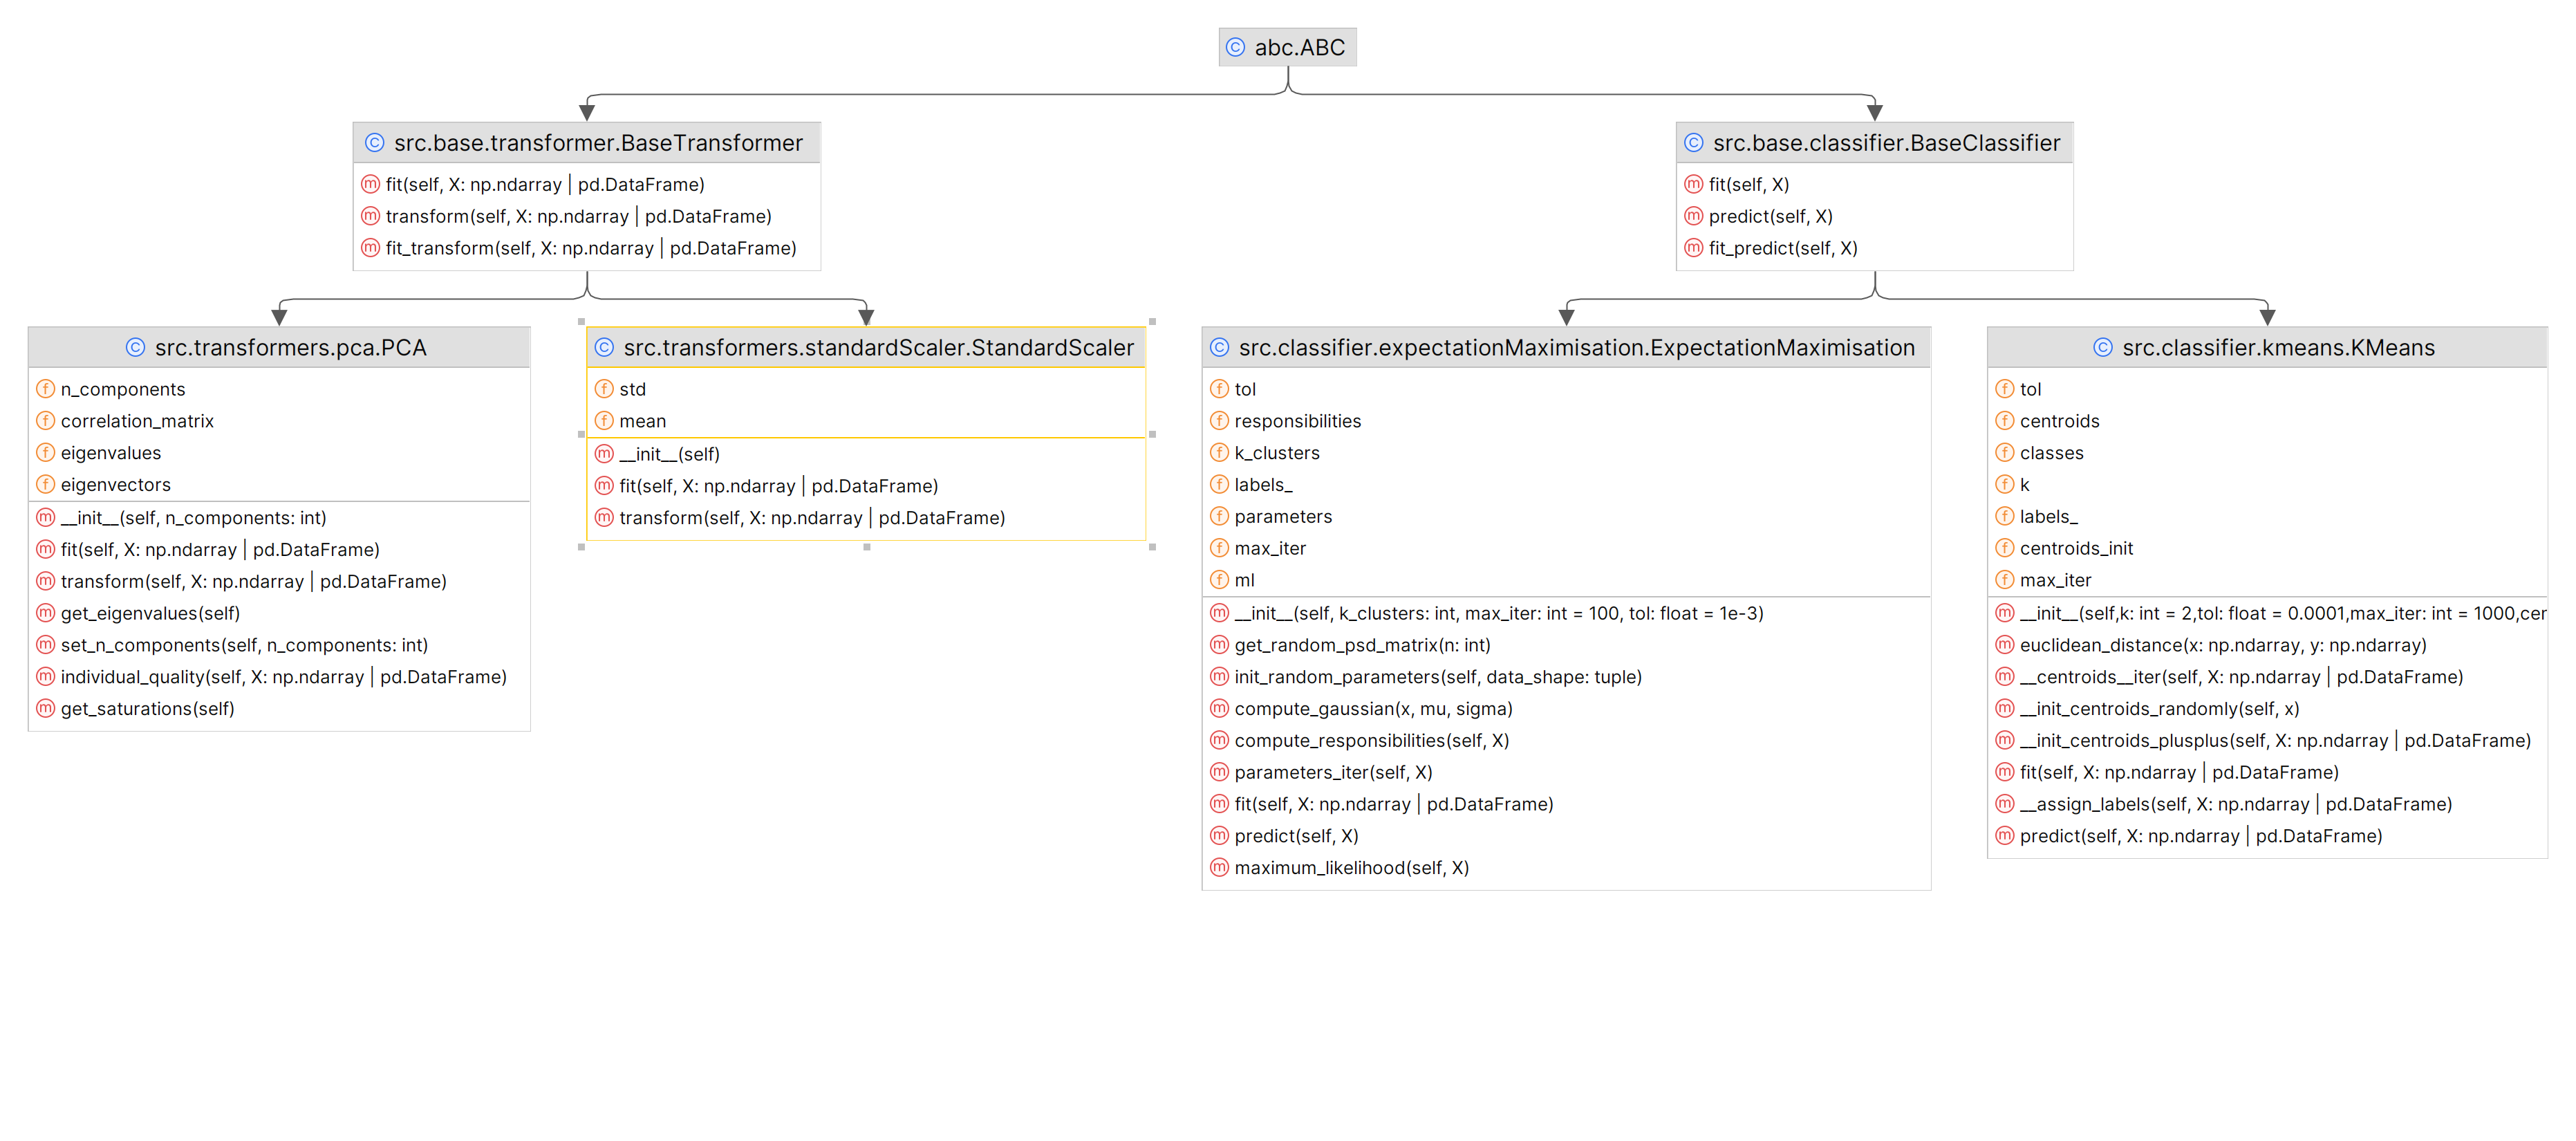 abc.ABC
src.base.transformer.BaseTransformer
fit(self, X: np.ndarray | pd.DataFrame)
transform(self, X: np.ndarray | pd.DataFrame)
fit_transform(self, X: np.ndarray | pd.DataFrame)
src.base.classifier.BaseClassifier
fit(self, X)
predict(self, X)
fit_predict(self, X)
src.transformers.pca.PCA
n_components
correlation_matrix
eigenvalues
eigenvectors
__init__(self, n_components: int)
fit(self, X: np.ndarray | pd.DataFrame)
transform(self, X: np.ndarray | pd.DataFrame)
get_eigenvalues(self)
set_n_components(self, n_components: int)
individual_quality(self, X: np.ndarray | pd.DataFrame)
get_saturations(self)
src.transformers.standardScaler.StandardScaler
std
mean
__init__(self)
fit(self, X: np.ndarray | pd.DataFrame)
transform(self, X: np.ndarray | pd.DataFrame)
src.classifier.expectationMaximisation.ExpectationMaximisation
tol
responsibilities
k_clusters
labels_
parameters
max_iter
ml
__init__(self, k_clusters: int, max_iter: int = 100, tol: float = 1e-3)
get_random_psd_matrix(n: int)
init_random_parameters(self, data_shape: tuple)
compute_gaussian(x, mu, sigma)
compute_responsibilities(self, X)
parameters_iter(self, X)
fit(self, X: np.ndarray | pd.DataFrame)
predict(self, X)
maximum_likelihood(self, X)
src.classifier.kmeans.KMeans
tol
centroids
classes
k
labels_
centroids_init
max_iter
__init__(self,k: int = 2,tol: float = 0.0001,max_iter: int = 1000,cer
euclidean_distance(x: np.ndarray, y: np.ndarray)
__centroids__iter(self, X: np.ndarray | pd.DataFrame)
__init_centroids_randomly(self, x)
__init_centroids_plusplus(self, X: np.ndarray | pd.DataFrame)
fit(self, X: np.ndarray | pd.DataFrame)
__assign_labels(self, X: np.ndarray | pd.DataFrame)
predict(self, X: np.ndarray | pd.DataFrame)